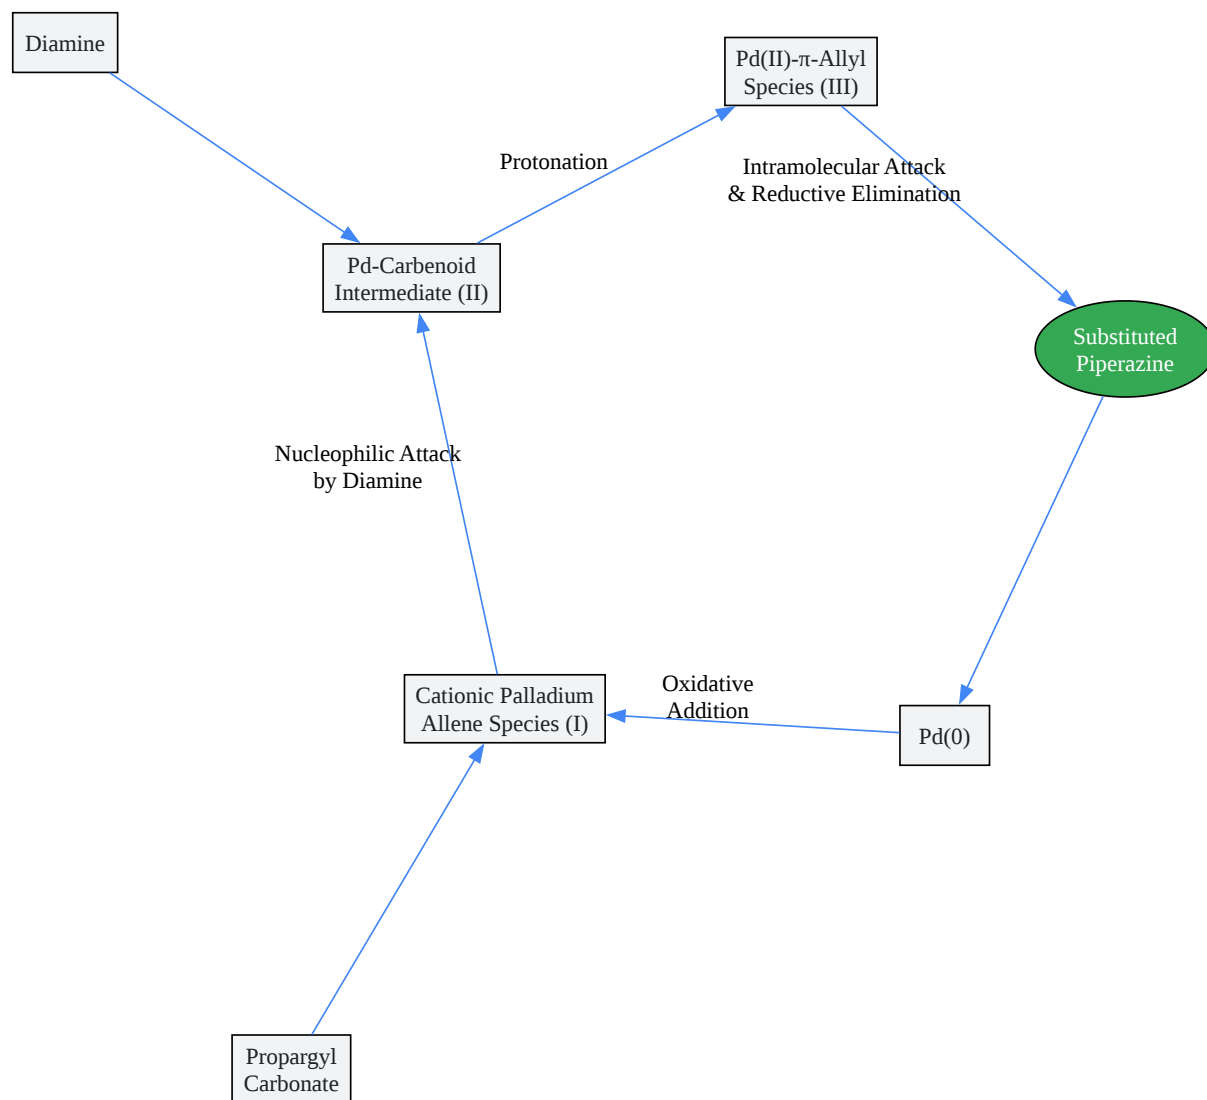 Diamine
Pd(II)-π-Allyl
Species (III)
Protonation
Intramolecular Attack
& Reductive Elimination
Pd-Carbenoid
Intermediate (II)
Substituted
Piperazine
Nucleophilic Attack
by Diamine
Cationic Palladium
Allene Species (I)
Oxidative
Addition
Pd(0)
Propargyl
Carbonate